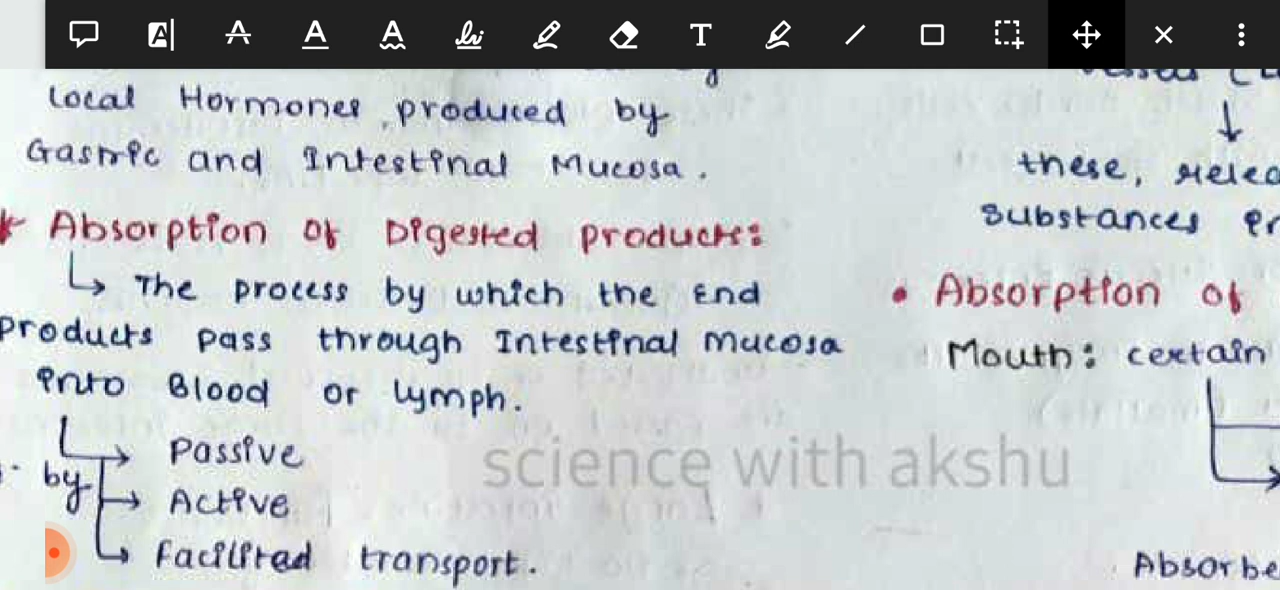 Local Hormones produced by
Gastric and Intestinal Mucosa.
* Absorption of Digested products:
↳ The process by which the End
products pass through Intestinal Mucosa
into Blood or lymph.
→ Passive
by → Active
↳ Facilitad transport.
science with akshu
these,
substances
• Absorption of
Mouth: certain